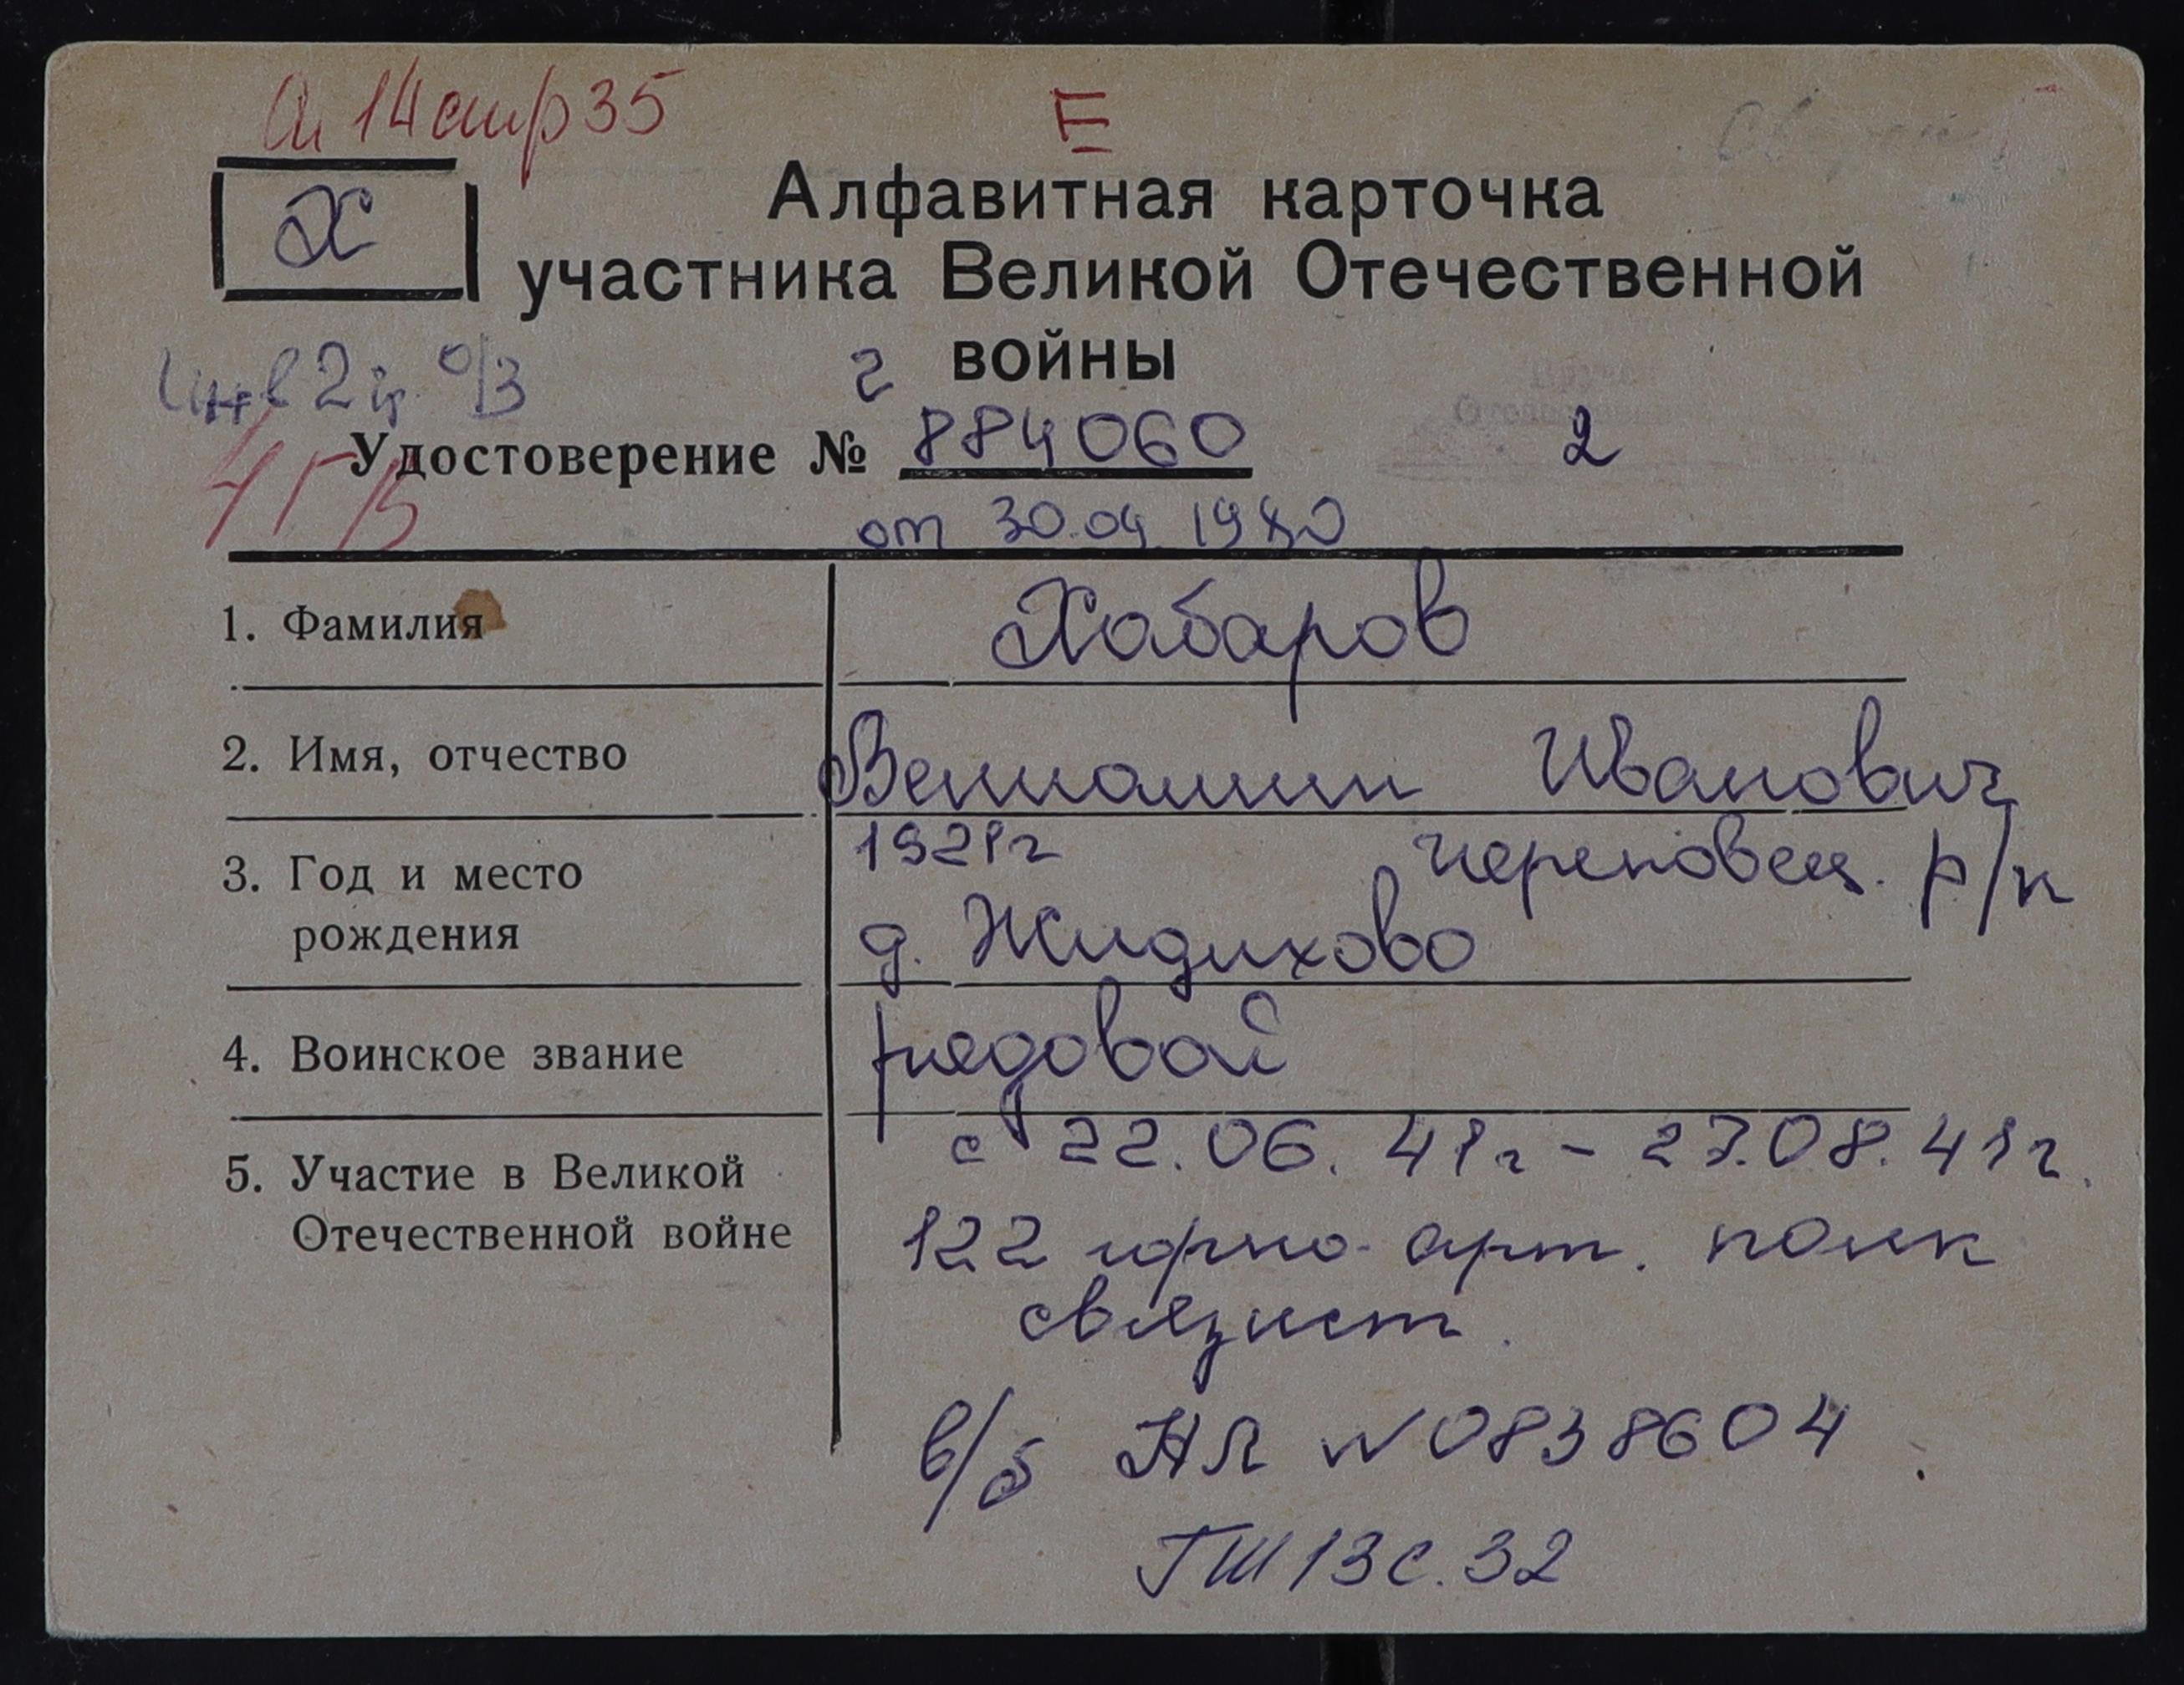 14 стр 35
E
Алфавитная карточка
Х
участника Великой Отечественной
войны
инв 2 гр о/з
г
Удостоверение № 884060
2
от 30.04 1980
1. Фамилия
Хабаров
2. Имя, отчество
Вениамин Иванович
3. Год и место рождения
1921г Череповец. р/н
д. Жидихово
4. Воинское звание
рядовой
5. Участие в Великой Отечественной войне
с 22.06.41г - 27.08.41г.
122 горно-арт. полк
связист.
в/б НЛ №0838604
ГШ 13 с. 32